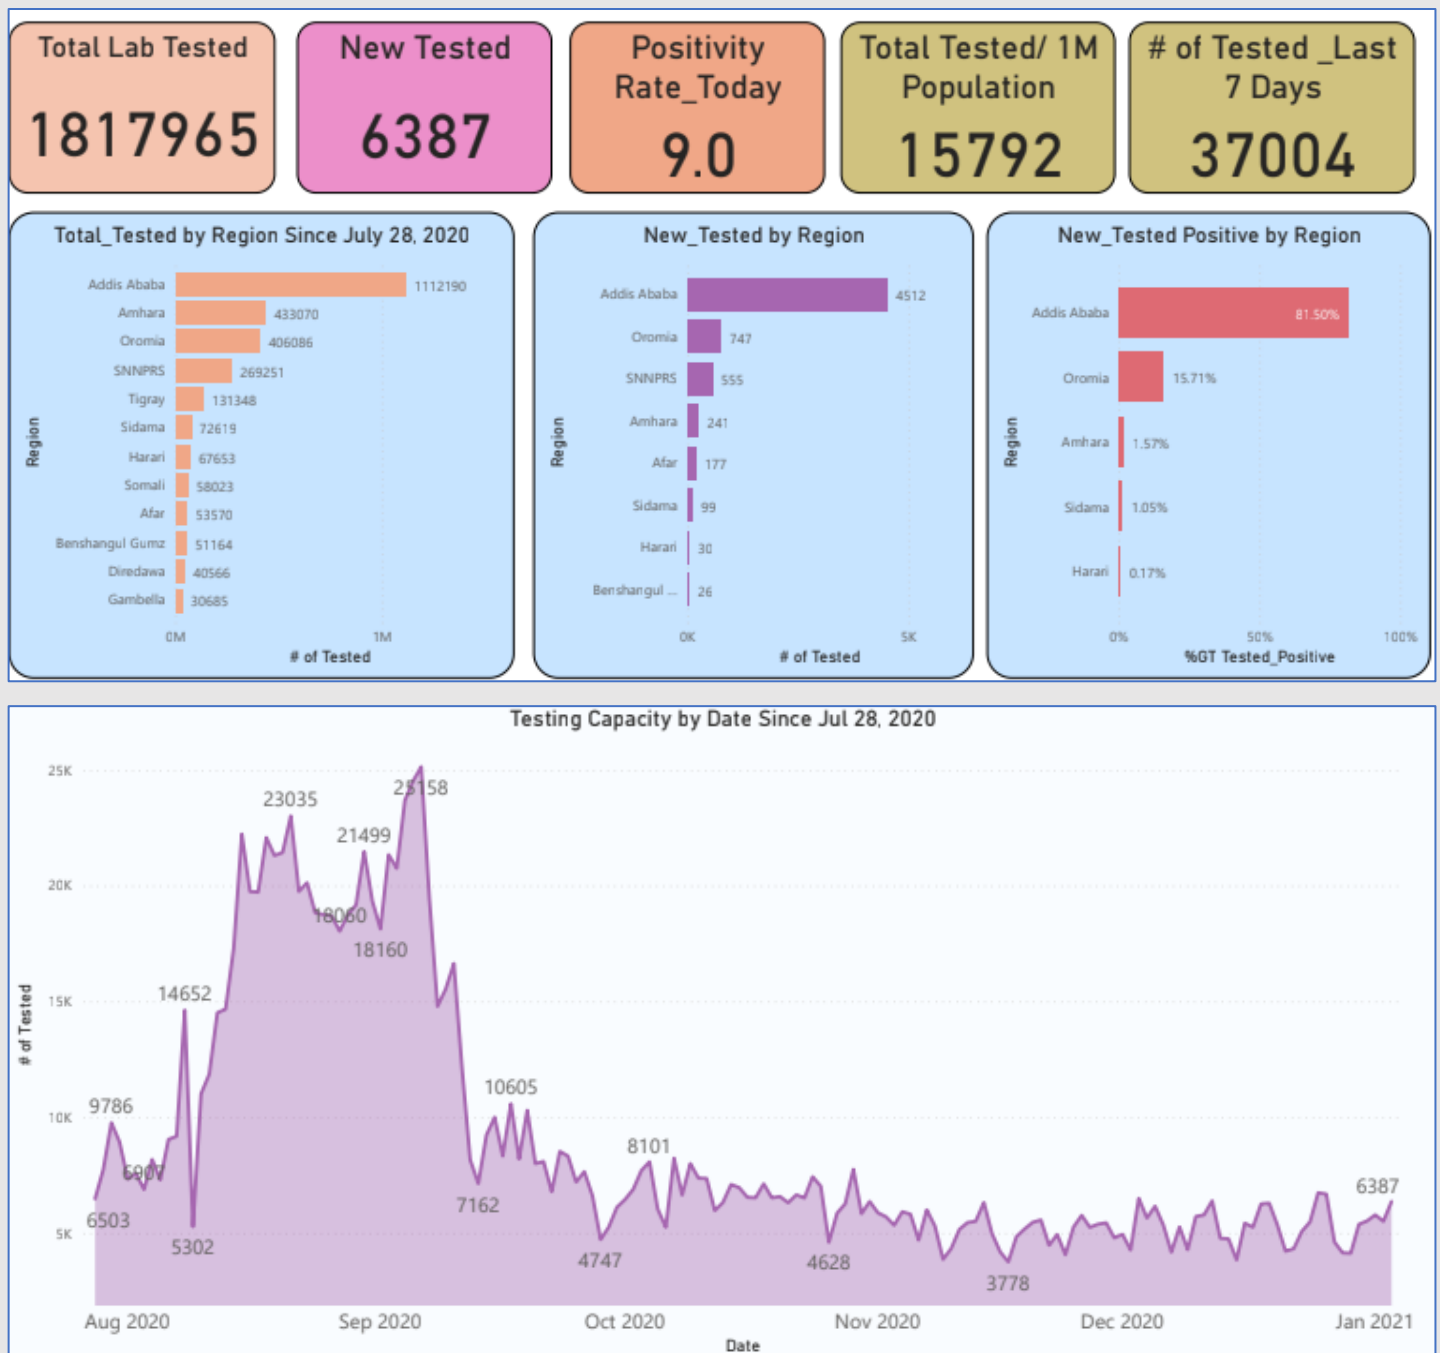 Total Lab Tested
1817965
New Tested
6387
Positivity
Rate_Today
9.0
Total Tested/ 1M
Population
15792
# of Tested _Last
7 Days
37004
Total_Tested by Region Since July 28, 2020
Region
Addis Ababa 1112190
Amhara 433070
Oromia 406086
SNNPRS 269251
Tigray 131348
Sidama 72619
Harari 67653
Somali 58023
Afar 53570
Benshangul Gumz 51164
Diredawa 40566
Gambella 30685
0M 1M
# of Tested
New_Tested by Region
Region
Addis Ababa 4512
Oromia 747
SNNPRS 555
Amhara 241
Afar 177
Sidama 99
Harari 30
Benshangul ... 26
0K 5K
# of Tested
New_Tested Positive by Region
Region
Addis Ababa 81.50%
Oromia 15.71%
Amhara 1.57%
Sidama 1.05%
Harari 0.17%
0% 50% 100%
%GT Tested_Positive
Testing Capacity by Date Since Jul 28, 2020
# of Tested
25K
20K
15K
10K
5K
6503
9786
6907
14652
5302
23035
18060
21499
18160
25158
7162
10605
4747
8101
4628
3778
6387
Aug 2020 Sep 2020 Oct 2020 Nov 2020 Dec 2020 Jan 2021
Date